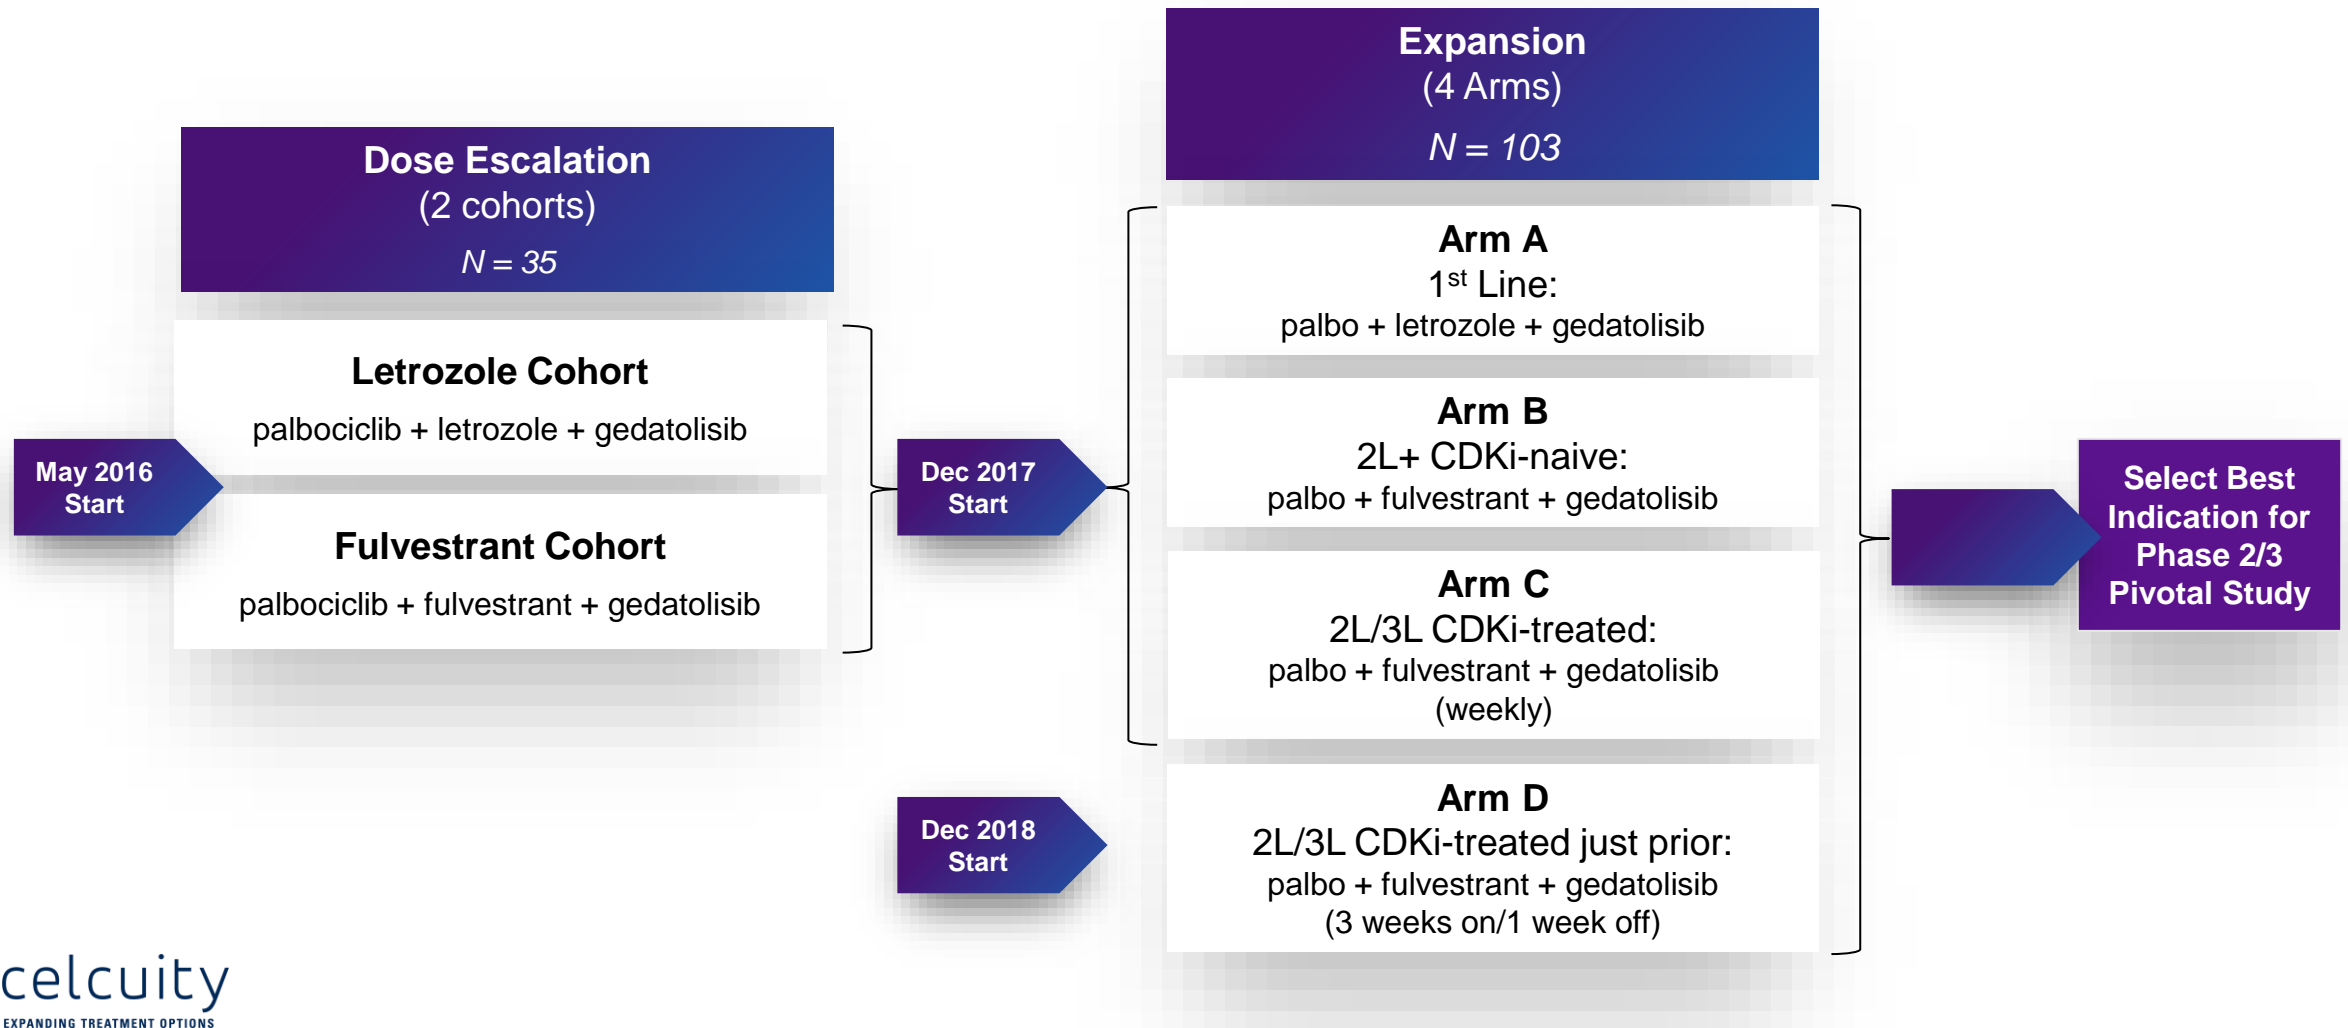 Dose Escalation
(2 cohorts)
N = 35
Letrozole Cohort
palbociclib + letrozole + gedatolisib
May 2016
Start
Fulvestrant Cohort
palbociclib + fulvestrant + gedatolisib
Expansion
(4 Arms)
N = 103
Dec 2017
Start
Arm A
1st Line:
palbo + letrozole + gedatolisib
Arm B
2L+ CDKi-naive:
palbo + fulvestrant + gedatolisib
Arm C
2L/3L CDKi-treated:
palbo + fulvestrant + gedatolisib
(weekly)
Dec 2018
Start
Arm D
2L/3L CDKi-treated just prior:
palbo + fulvestrant + gedatolisib
(3 weeks on/1 week off)
Select Best
Indication for
Phase 2/3
Pivotal Study
celcuity
EXPANDING TREATMENT OPTIONS